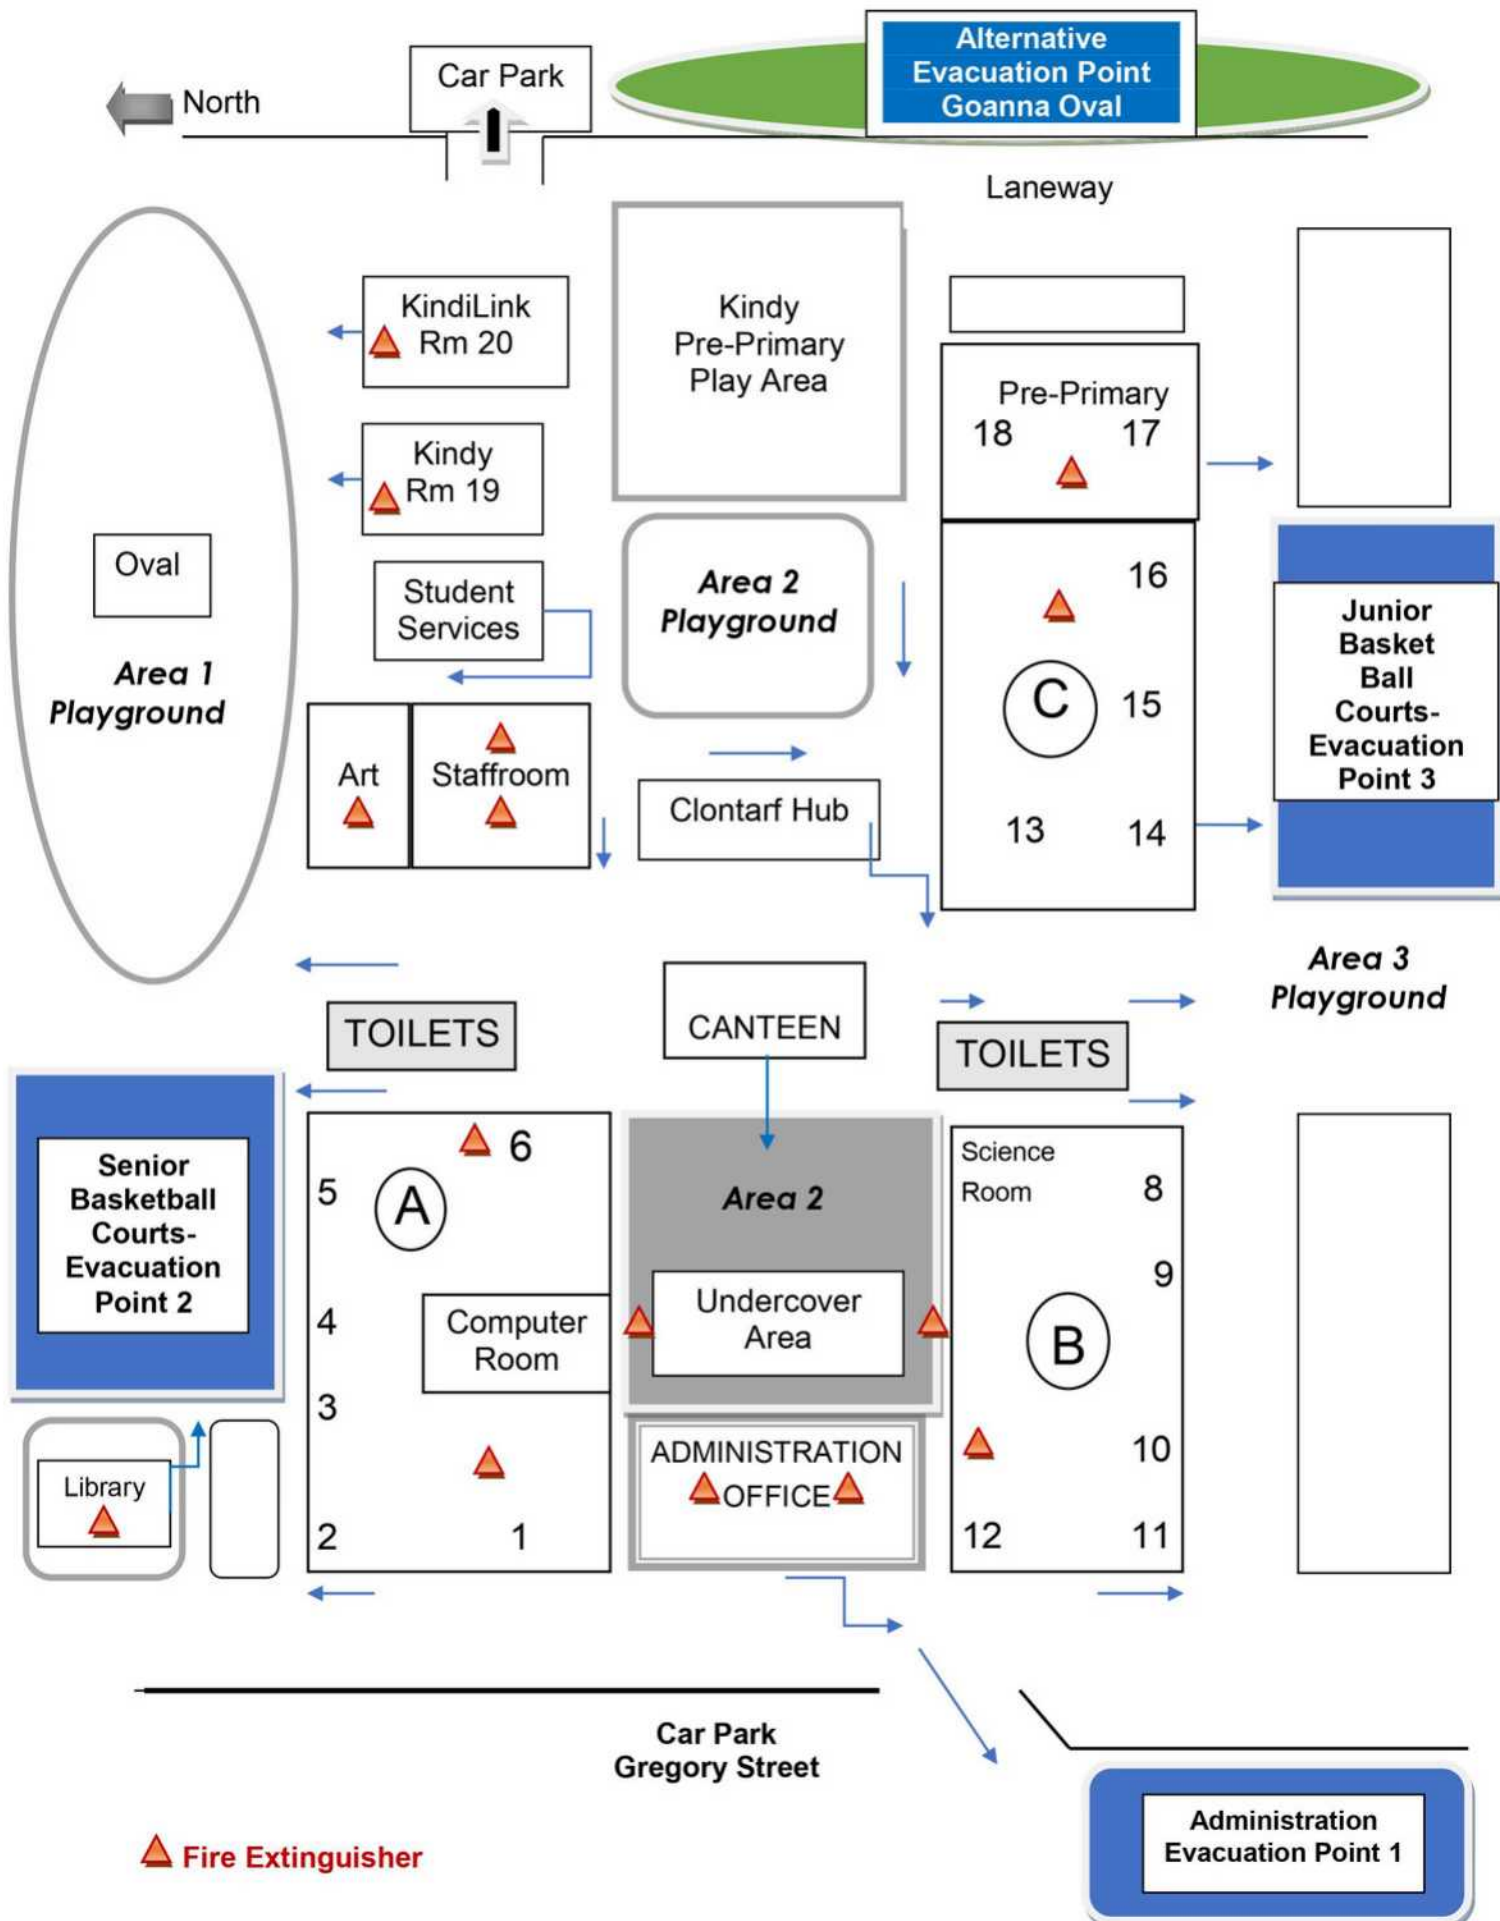 Alternative
Evacuation Point
Goanna Oval
Car Park
North
Laneway
KindiLink
Rm 20
Kindy
Pre-Primary
Play Area
Pre-Primary
18 17
Kindy
Rm 19
Oval
Area 1
Playground
Student
Services
Area 2
Playground
16
C
15
13 14
Junior
Basket
Ball
Courts-
Evacuation
Point 3
Art
Staffroom
Clontarf Hub
Area 3
Playground
TOILETS
CANTEEN
TOILETS
Senior
Basketball
Courts-
Evacuation
Point 2
6
5
A
4
Computer
Room
3
2
1
Area 2
Undercover
Area
Science
Room
8
9
B
10
12
11
Library
ADMINISTRATION
OFFICE
Car Park
Gregory Street
Administration
Evacuation Point 1
Fire Extinguisher